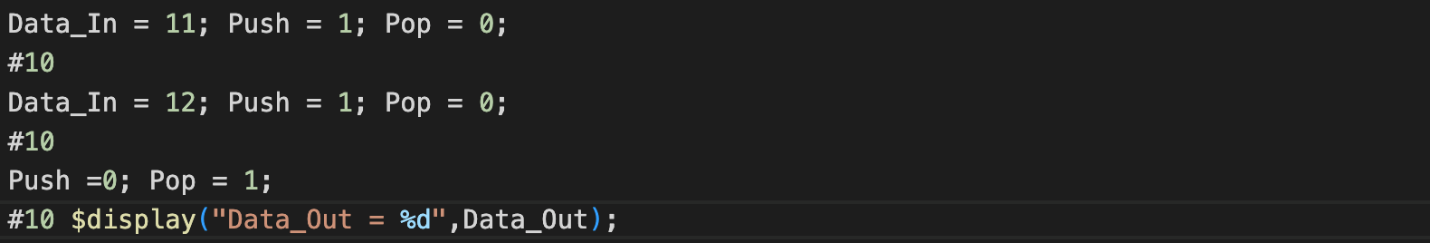 Data_In = 11; Push = 1; Pop = 0;
#10
Data_In = 12; Push = 1; Pop = 0;
#10
Push =0; Pop = 1;
#10 $display("Data_Out = %d",Data_Out);